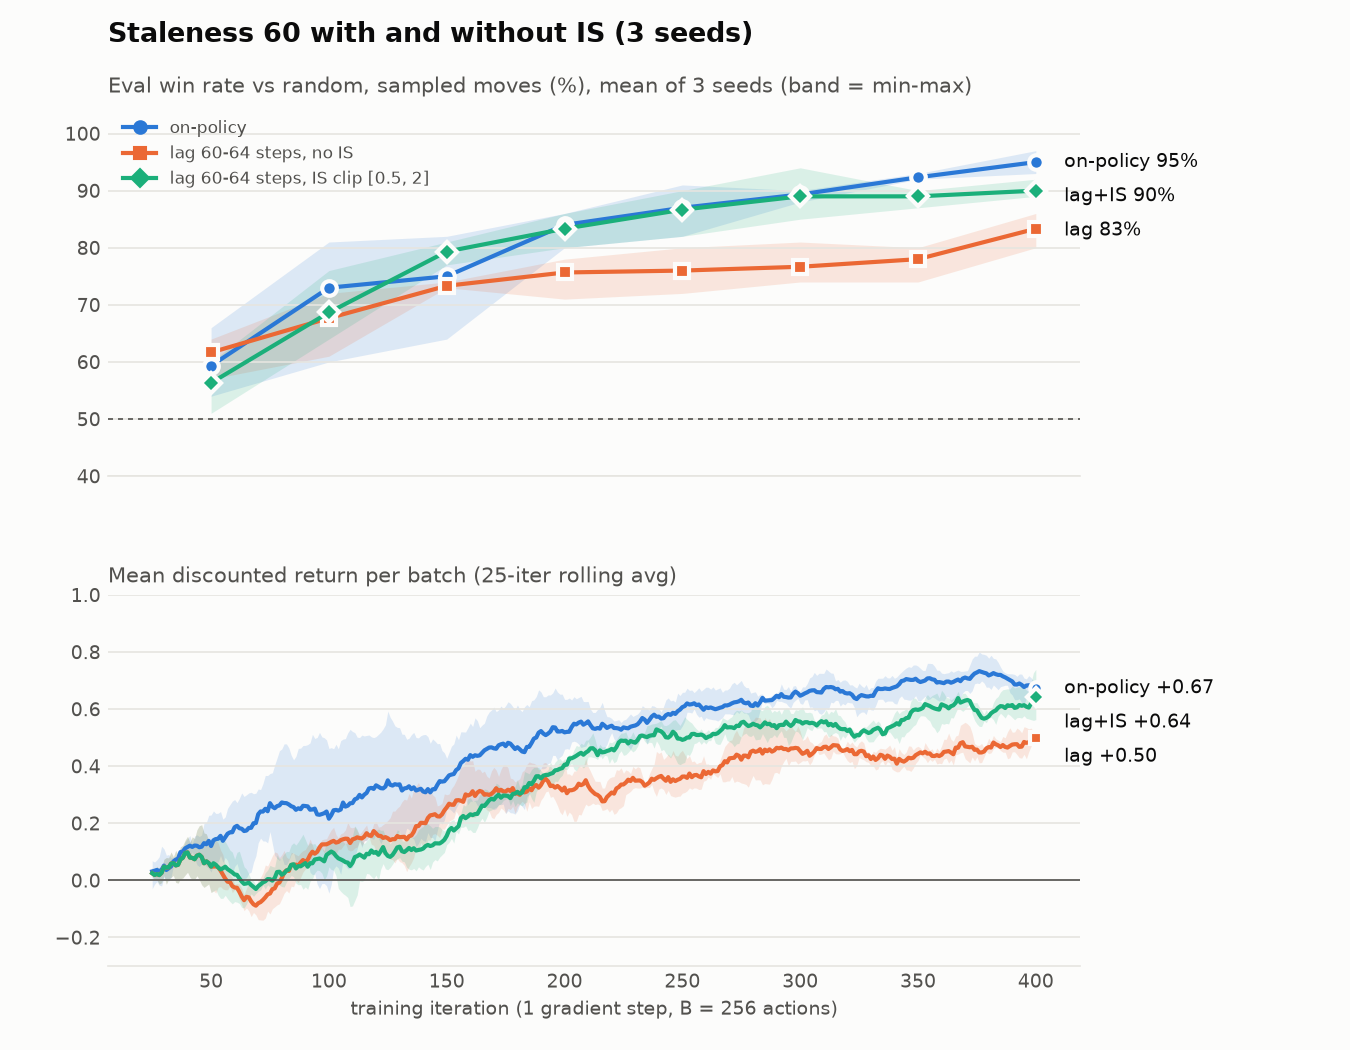 Staleness 60 with and without IS (3 seeds)
Eval win rate vs random, sampled moves (%), mean of 3 seeds (band = min-max)
on-policy
lag 60-64 steps, no IS
lag 60-64 steps, IS clip [0.5, 2]
100
90
80
70
60
50
40
on-policy 95%
lag+IS 90%
lag 83%
Mean discounted return per batch (25-iter rolling avg)
1.0
0.8
0.6
0.4
0.2
0.0
−0.2
on-policy +0.67
lag+IS +0.64
lag +0.50
50 100 150 200 250 300 350 400
training iteration (1 gradient step, B = 256 actions)